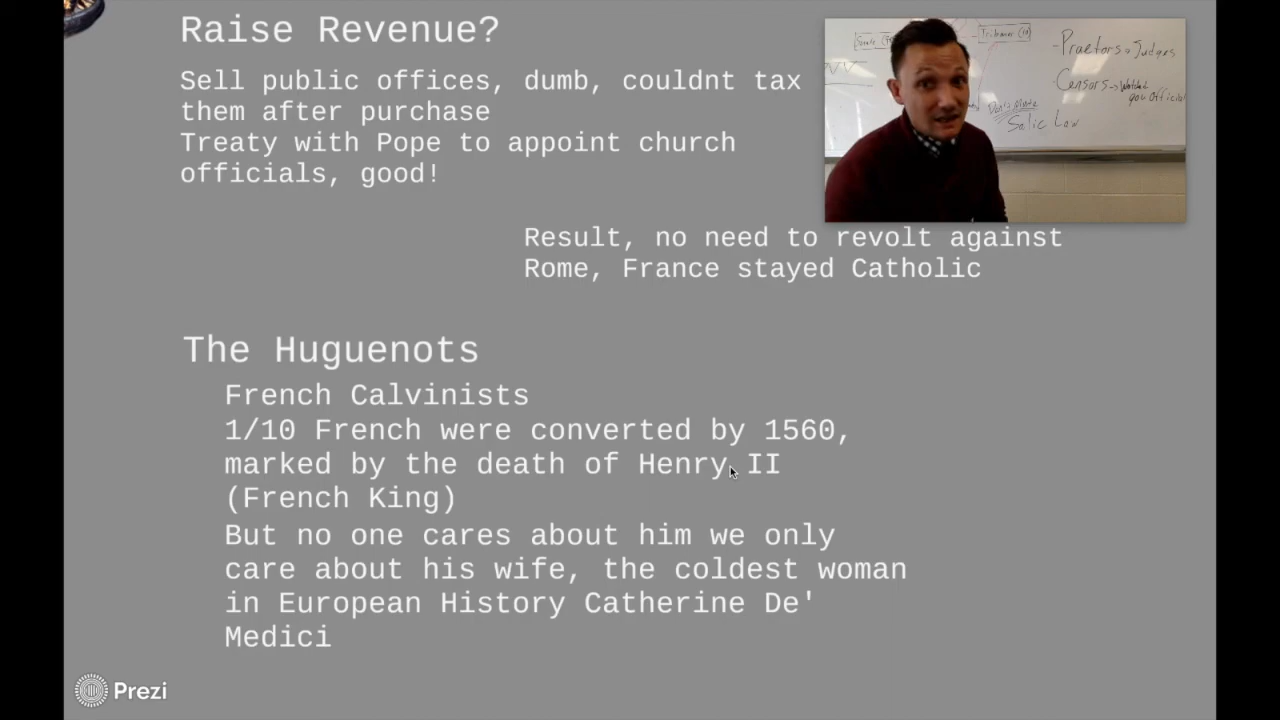 Raise Revenue?
Sell public offices, dumb, couldnt tax
them after purchase
Treaty with Pope to appoint church
officials, good!
Praetors Judges
Censors
Salic Law
Result, no need to revolt against
Rome, France stayed Catholic
The Huguenots
French Calvinists
1/10 French were converted by 1560,
marked by the death of Henry II
(French King)
But no one cares about him we only
care about his wife, the coldest woman
in European History Catherine De'
Medici
Prezi